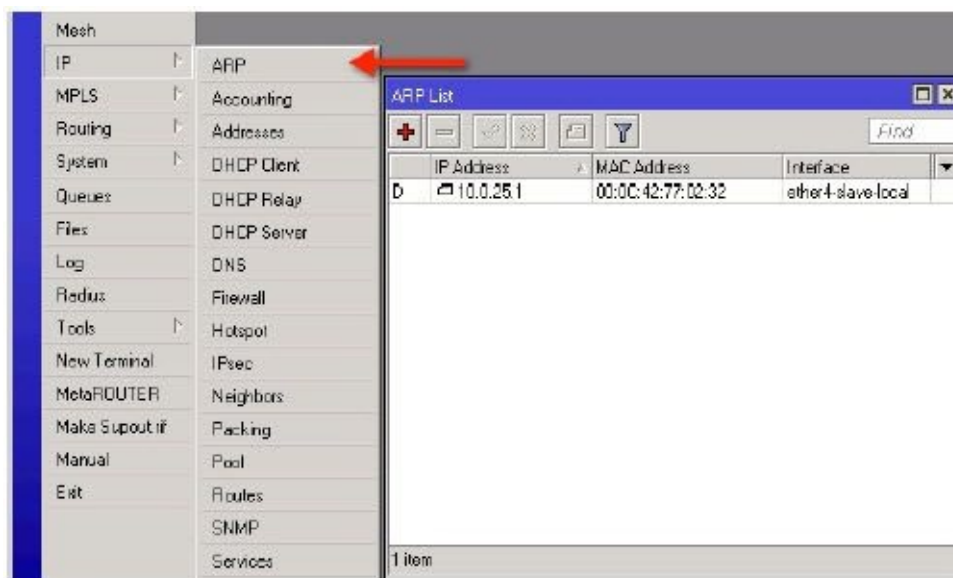 Mesh
IP
MPLS
Routing
System
Queues
Files
Log
Radius
Tools
New Terminal
MetaROUTER
Make Supout.rif
Manual
Exit
ARP
Accounting
Addresses
DHCP Client
DHCP Relay
DHCP Server
DNS
Firewall
Hotspot
IPsec
Neighbors
Packing
Pool
Routes
SNMP
Services
ARP List
Find
IP Address MAC Address Interface
D 10.0.25.1 00:0C:42:77:02:32 ether4-slave-local
1 item